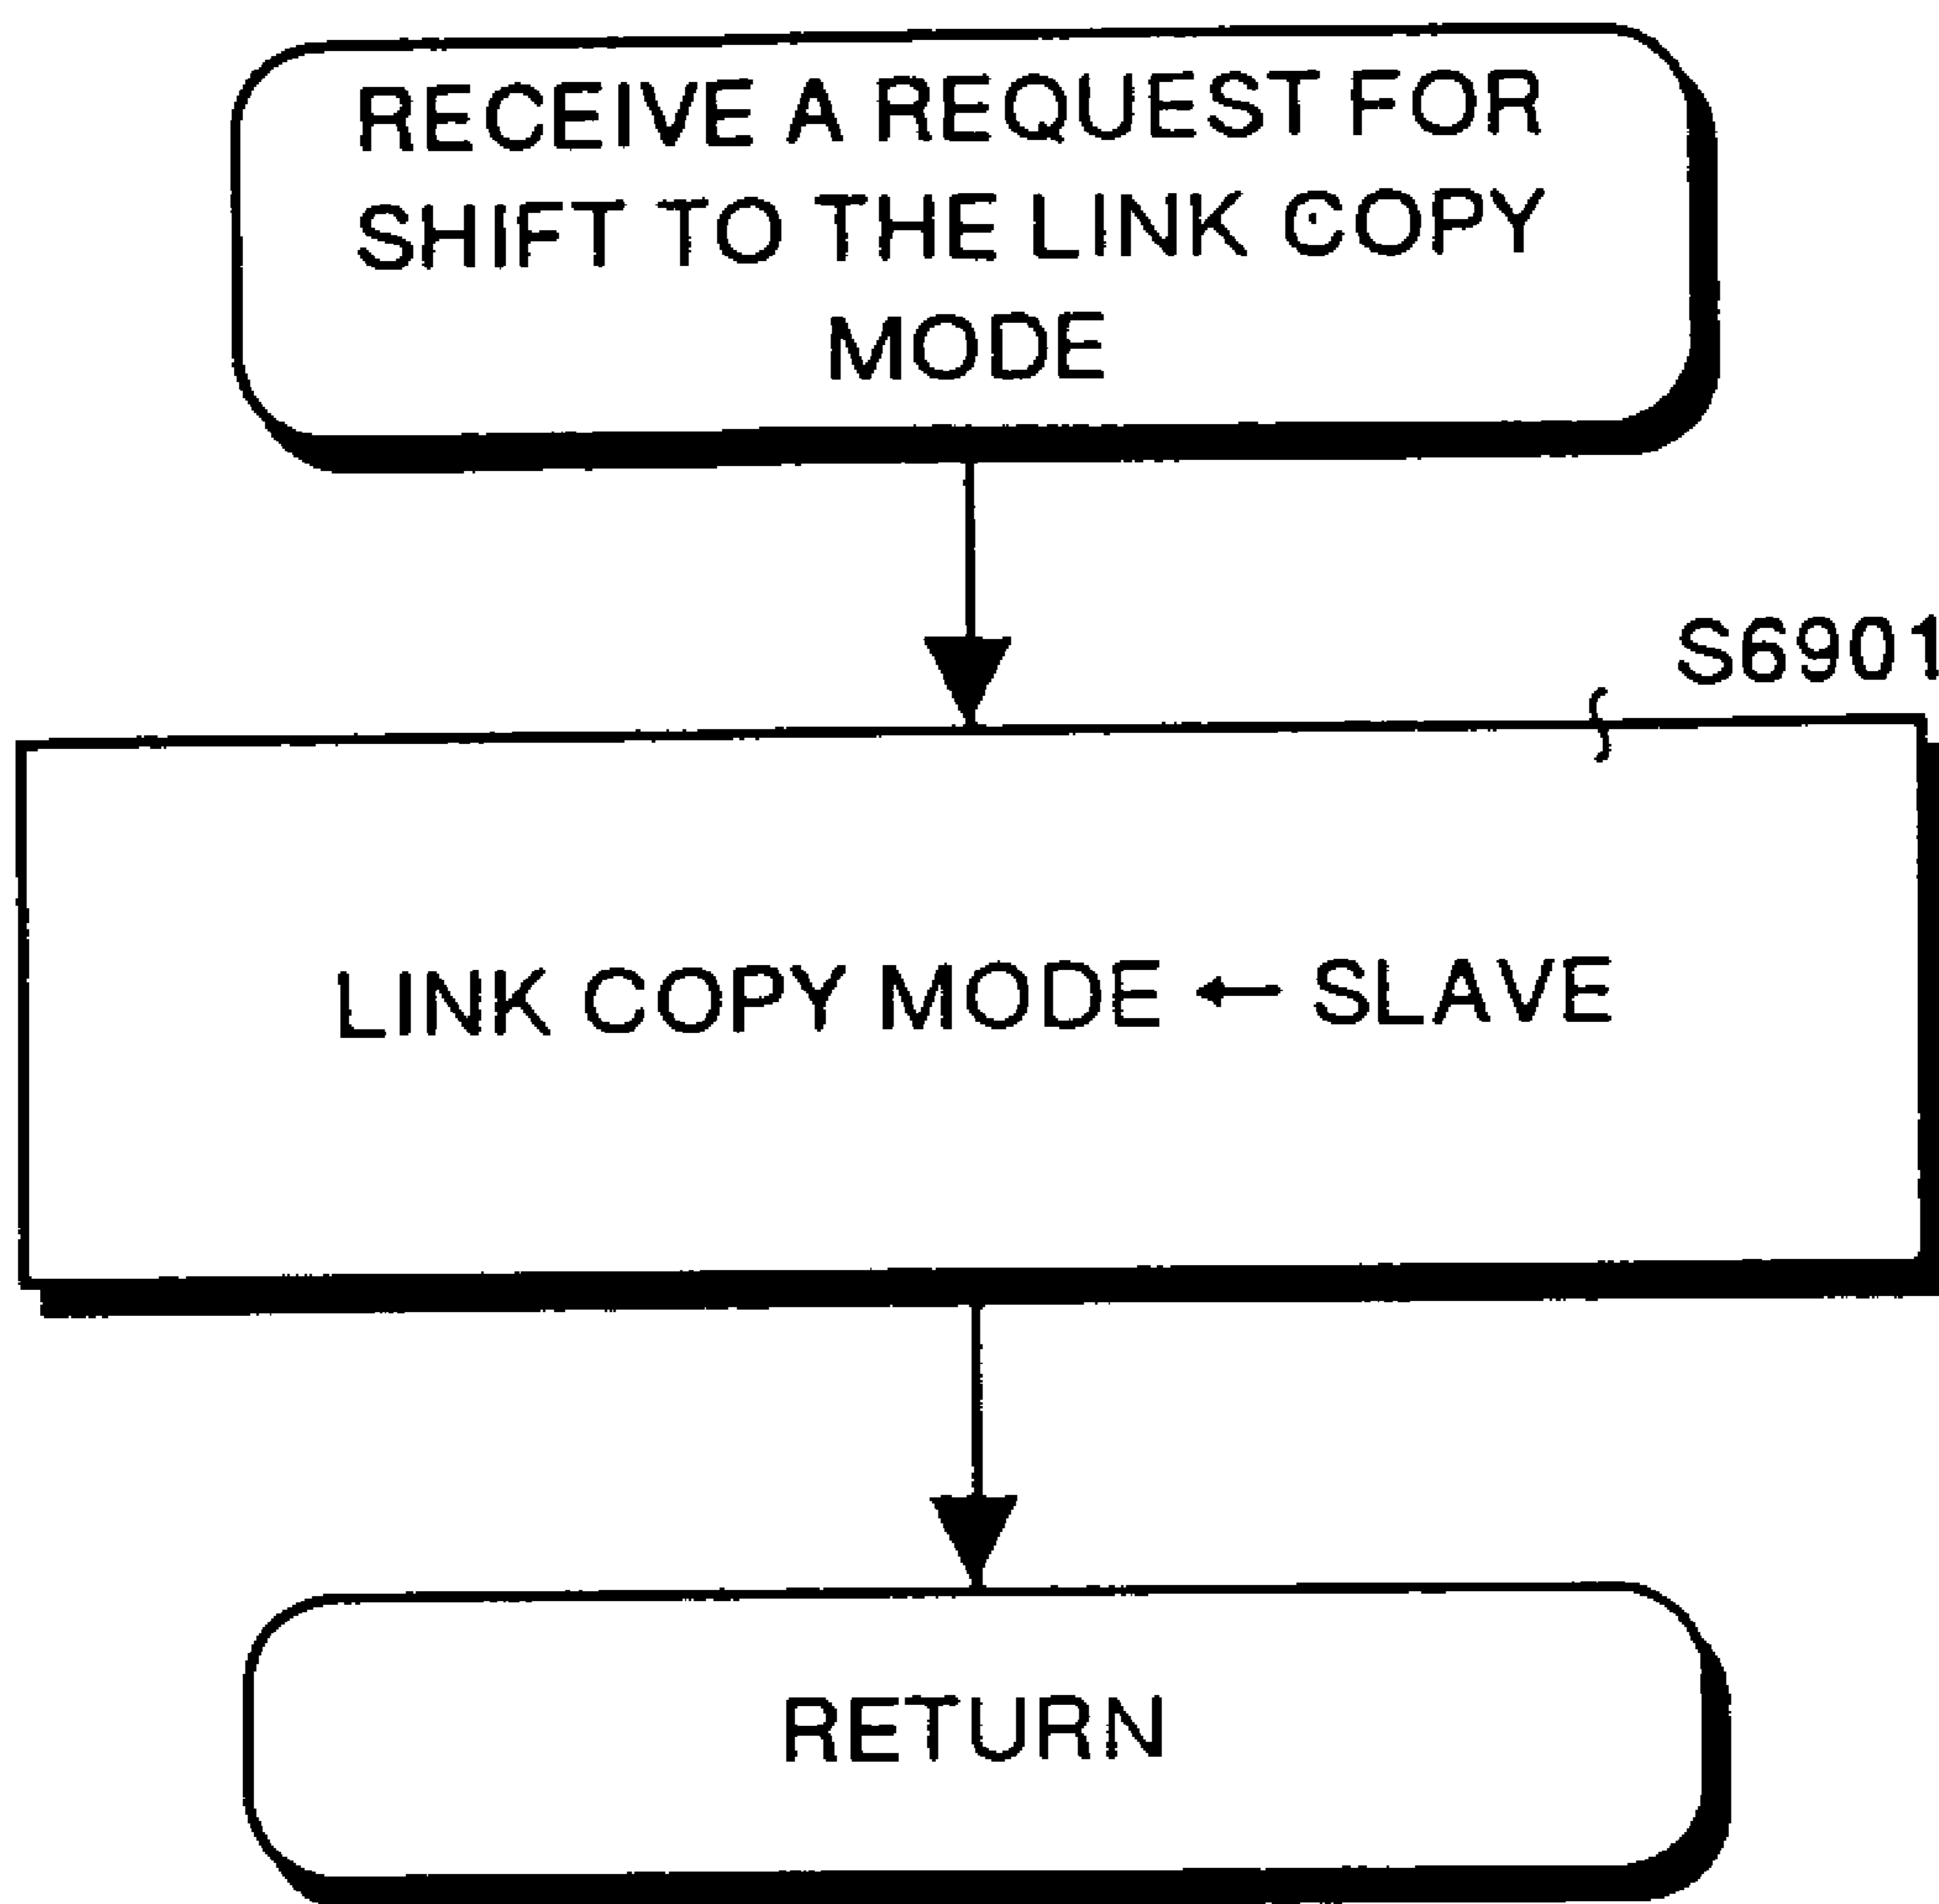 RECEIVE A REQUEST FOR
SHIFT TO THE LINK COPY
MODE
S6901
LINK COPY MODE ← SLAVE
RETURN